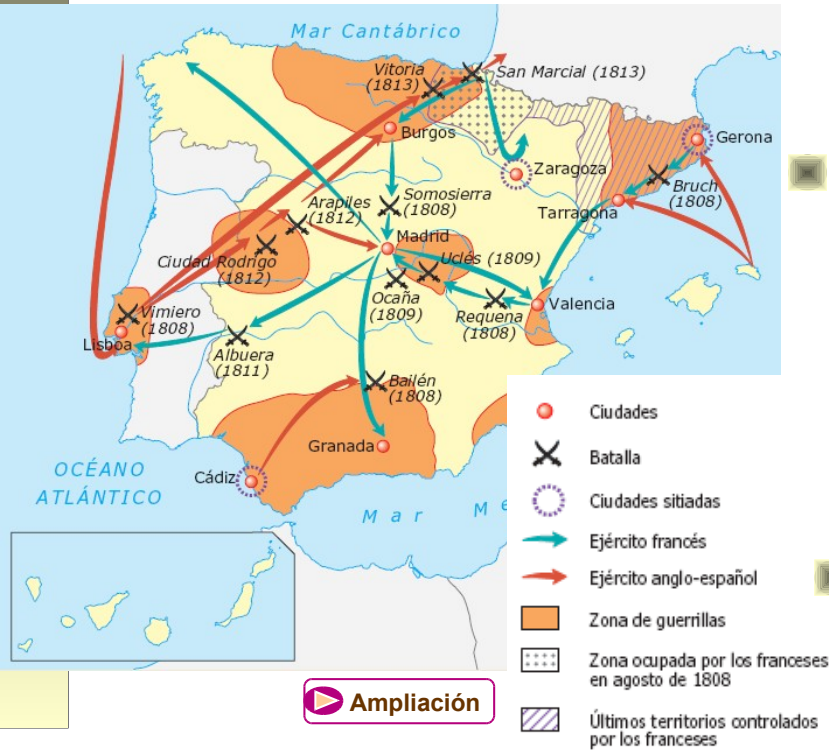 Mar Cantábrico
Vitoria
(1813)
San Marcial (1813)
Burgos
Gerona
Zaragoza
Bruch
(1808)
Tarragona
Somosierra
(1808)
Arapiles
(1812)
Madrid
Ciudad Rodrigo
(1812)
Uclés (1809)
Ocaña
(1809)
Requena
(1808)
Valencia
Vimiero
(1808)
Lisboa
Albuera
(1811)
Bailén
(1808)
Granada
Cádiz
OCÉANO
ATLÁNTICO
Mar Me
Ciudades
Batalla
Ciudades sitiadas
Ejército francés
Ejército anglo-español
Zona de guerrillas
Zona ocupada por los franceses
en agosto de 1808
Últimos territorios controlados
por los franceses
Ampliación